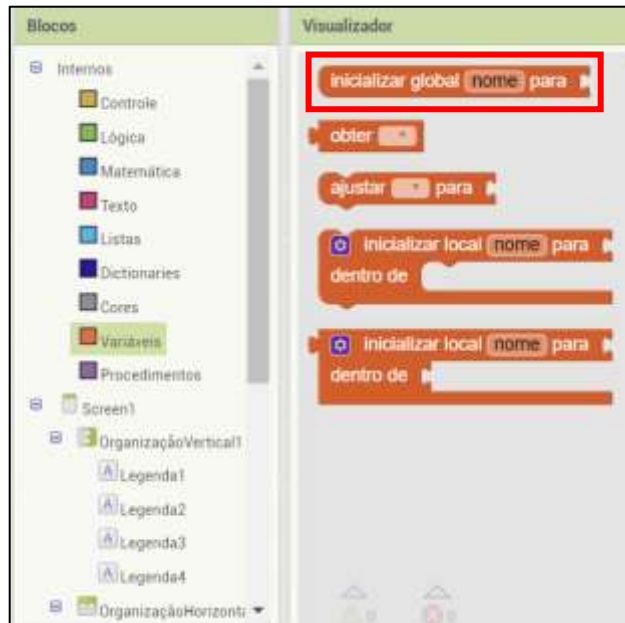 Blocos
Internos
Controle
Lógica
Matemática
Texto
Listas
Dictionaries
Cores
Variáveis
Procedimentos
Screen1
OrganizaçãoVertical1
Legenda1
Legenda2
Legenda3
Legenda4
OrganizaçãoHorizont
Visualizador
inicializar global nome para
obter
ajustar para
inicializar local nome para
dentro de
inicializar local nome para
dentro de
0
0